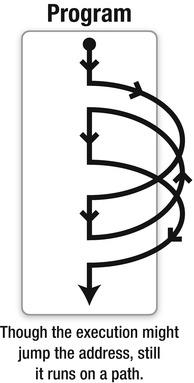 Program
Though the execution might
jump the address, still
it runs on a path.